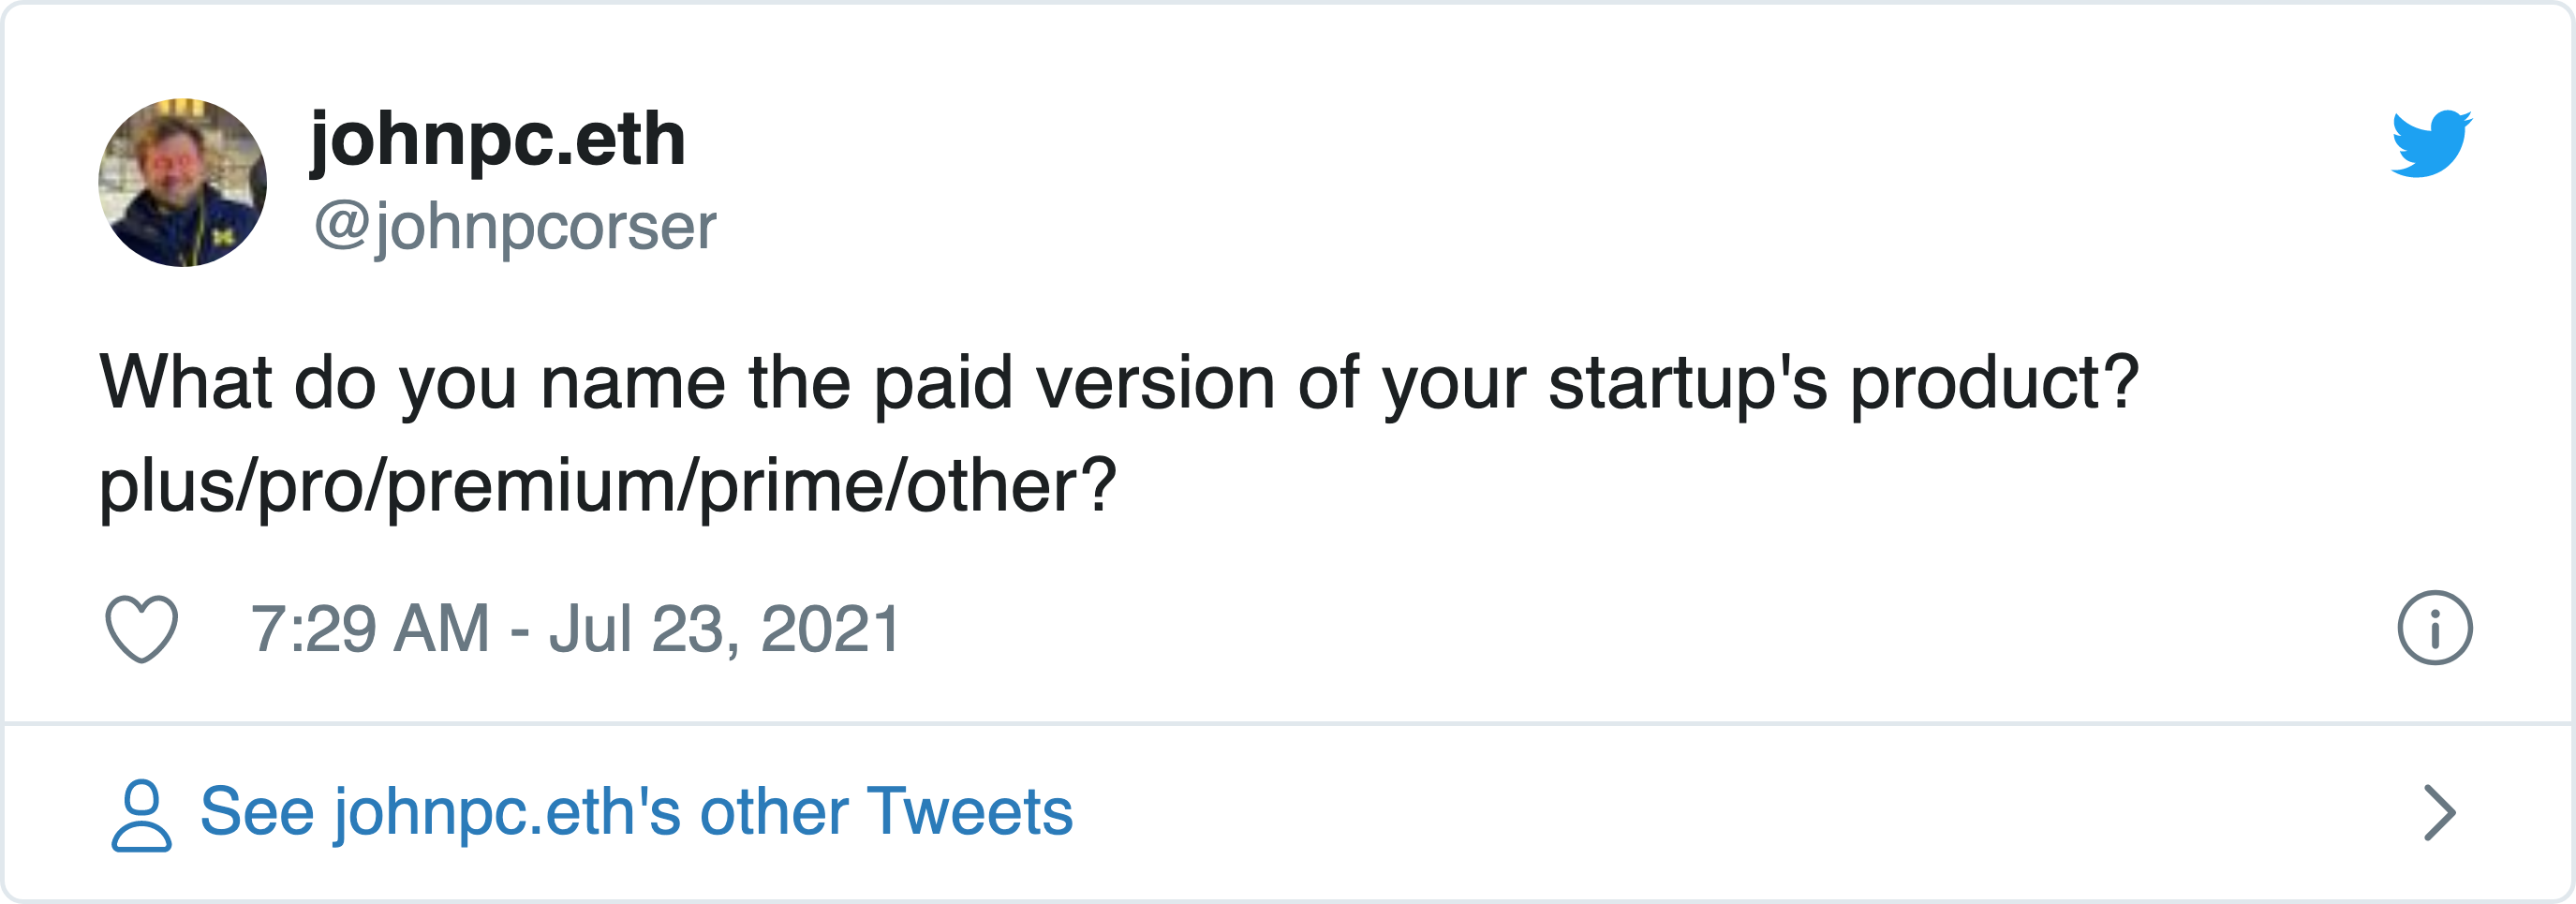 johnpc.eth
@johnpcorser
What do you name the paid version of your startup's product?
plus/pro/premium/prime/other?
7:29 AM - Jul 23, 2021
See johnpc.eth's other Tweets